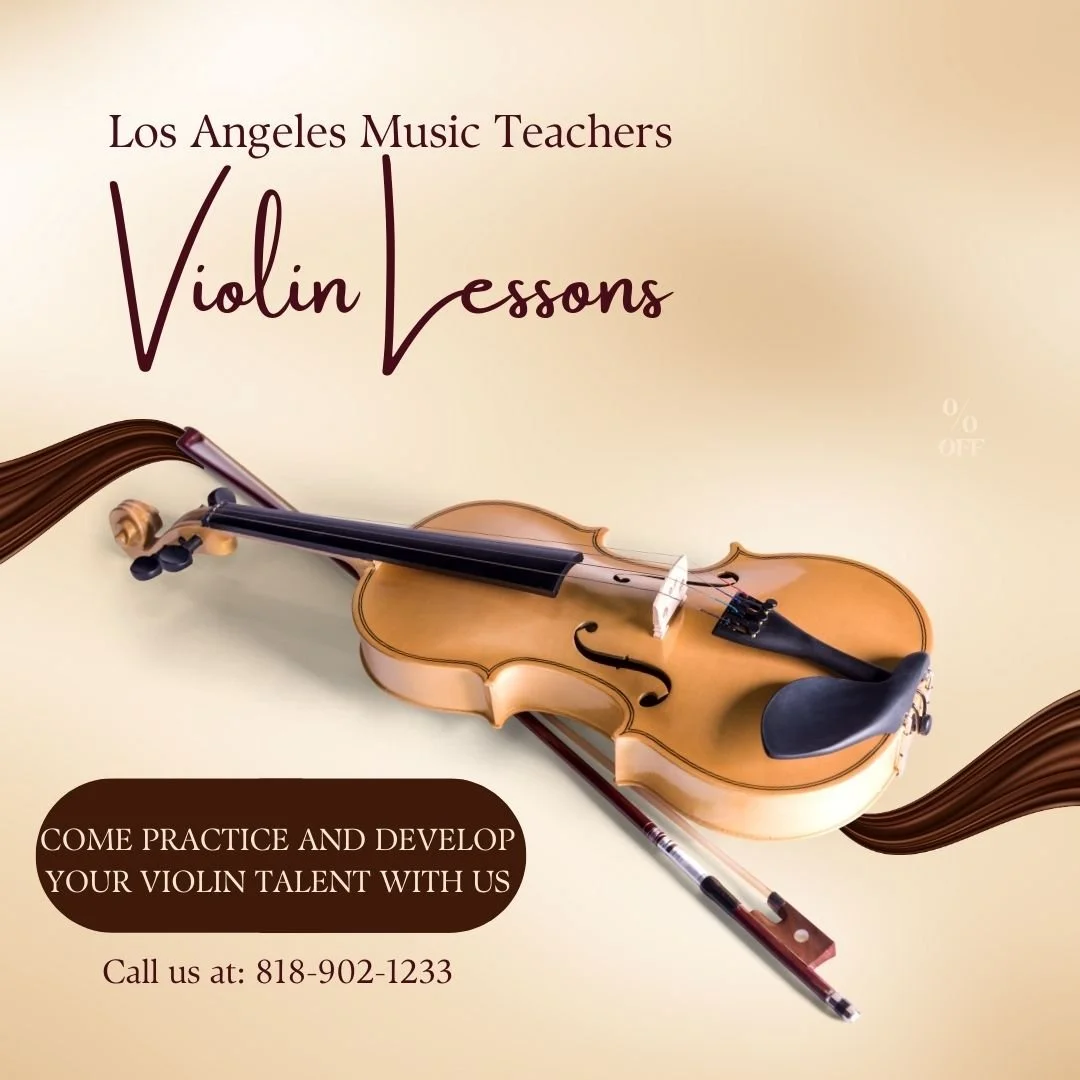 Los Angeles Music Teachers
Violin Lessons
%
OFF
COME PRACTICE AND DEVELOP
YOUR VIOLIN TALENT WITH US
Call us at: 818-902-1233